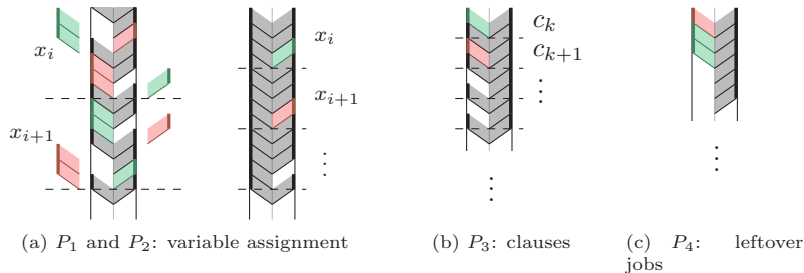 x_i
x_{i+1}
x_i
x_{i+1}
⋮
(a) P_1 and P_2: variable assignment
c_k
c_{k+1}
⋮
⋮
(b) P_3: clauses
⋮
(c) P_4: leftover
jobs